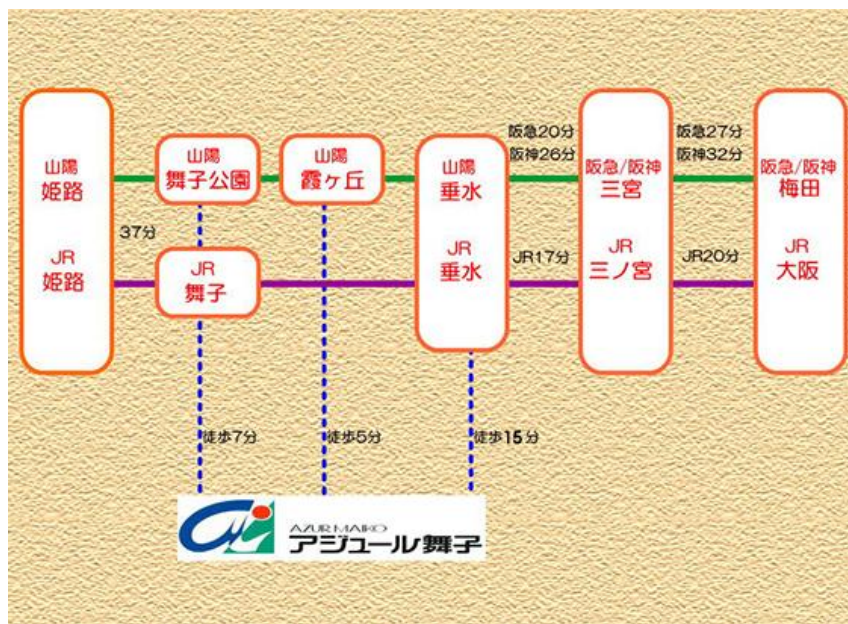 山陽
姫路
JR
姫路
37分
山陽
舞子公園
JR
舞子
山陽
霞ヶ丘
山陽
垂水
JR
垂水
阪急20分
阪神26分
JR17分
阪急/阪神
三宮
JR
三ノ宮
阪急27分
阪神32分
JR20分
阪急/阪神
梅田
JR
大阪
徒歩7分
徒歩5分
徒歩15分
AZUR MAIKO
アジュール舞子